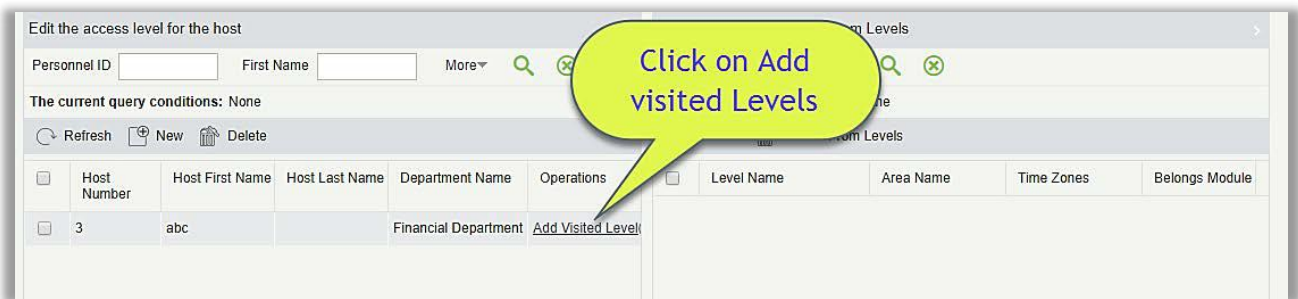 Edit the access level for the host
Levels
Personnel ID
First Name
More
Click on Add
visited Levels
The current query conditions: None
Refresh
New
Delete
Levels
Host
Number
Host First Name
Host Last Name
Department Name
Operations
Level Name
Area Name
Time Zones
Belongs Module
3
abc
Financial Department
Add Visited Level(